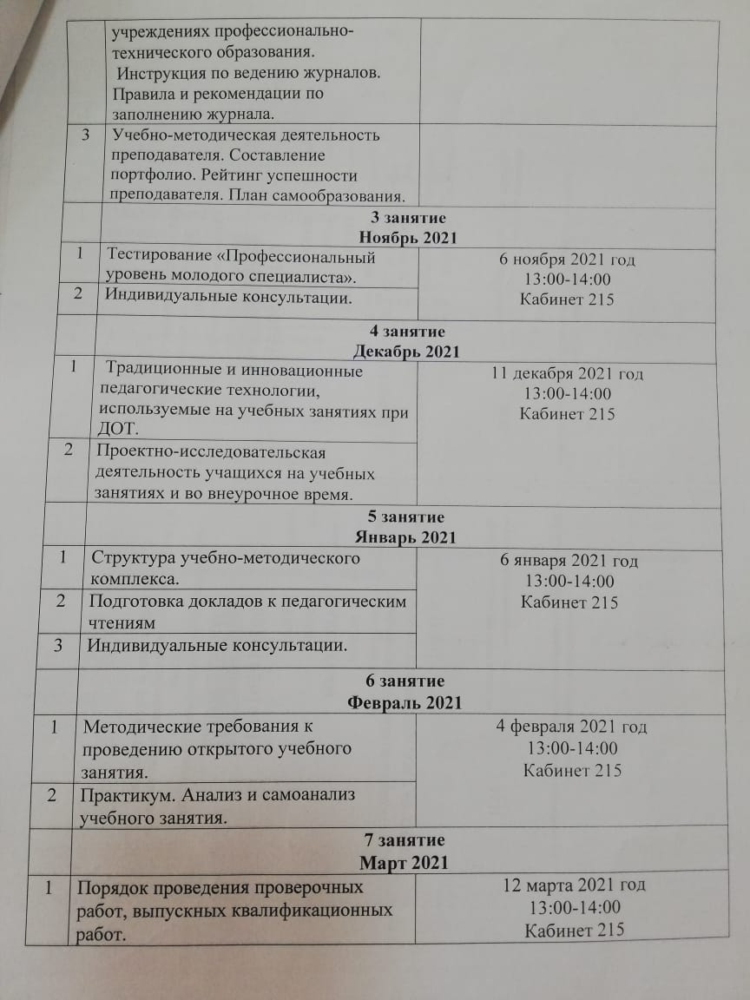 учреждениях профессионально-
технического образования.
Инструкция по ведению журналов.
Правила и рекомендации по
заполнению журнала.
3 Учебно-методическая деятельность
преподавателя. Составление
портфолио. Рейтинг успешности
преподавателя. План самообразования.
3 занятие
Ноябрь 2021
1 Тестирование «Профессиональный
уровень молодого специалиста».
2 Индивидуальные консультации.
6 ноября 2021 год
13:00-14:00
Кабинет 215
4 занятие
Декабрь 2021
1 Традиционные и инновационные
педагогические технологии,
используемые на учебных занятиях при
ДОТ.
2 Проектно-исследовательская
деятельность учащихся на учебных
занятиях и во внеурочное время.
11 декабря 2021 год
13:00-14:00
Кабинет 215
5 занятие
Январь 2021
1 Структура учебно-методического
комплекса.
2 Подготовка докладов к педагогическим
чтениям
3 Индивидуальные консультации.
6 января 2021 год
13:00-14:00
Кабинет 215
6 занятие
Февраль 2021
1 Методические требования к
проведению открытого учебного
занятия.
2 Практикум. Анализ и самоанализ
учебного занятия.
4 февраля 2021 год
13:00-14:00
Кабинет 215
7 занятие
Март 2021
1 Порядок проведения проверочных
работ, выпускных квалификационных
работ.
12 марта 2021 год
13:00-14:00
Кабинет 215